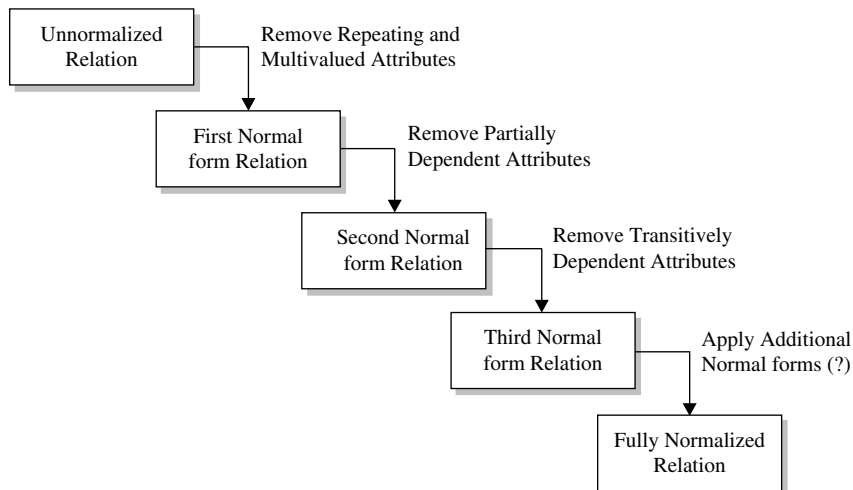 Unnormalized
Relation
Remove Repeating and
Multivalued Attributes
First Normal
form Relation
Remove Partially
Dependent Attributes
Second Normal
form Relation
Remove Transitively
Dependent Attributes
Third Normal
form Relation
Apply Additional
Normal forms (?)
Fully Normalized
Relation